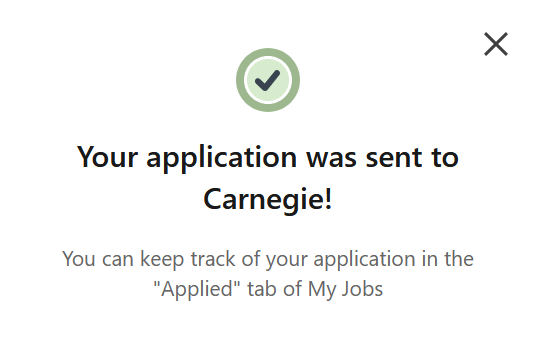 Your application was sent to
Carnegie!
You can keep track of your application in the
"Applied" tab of My Jobs